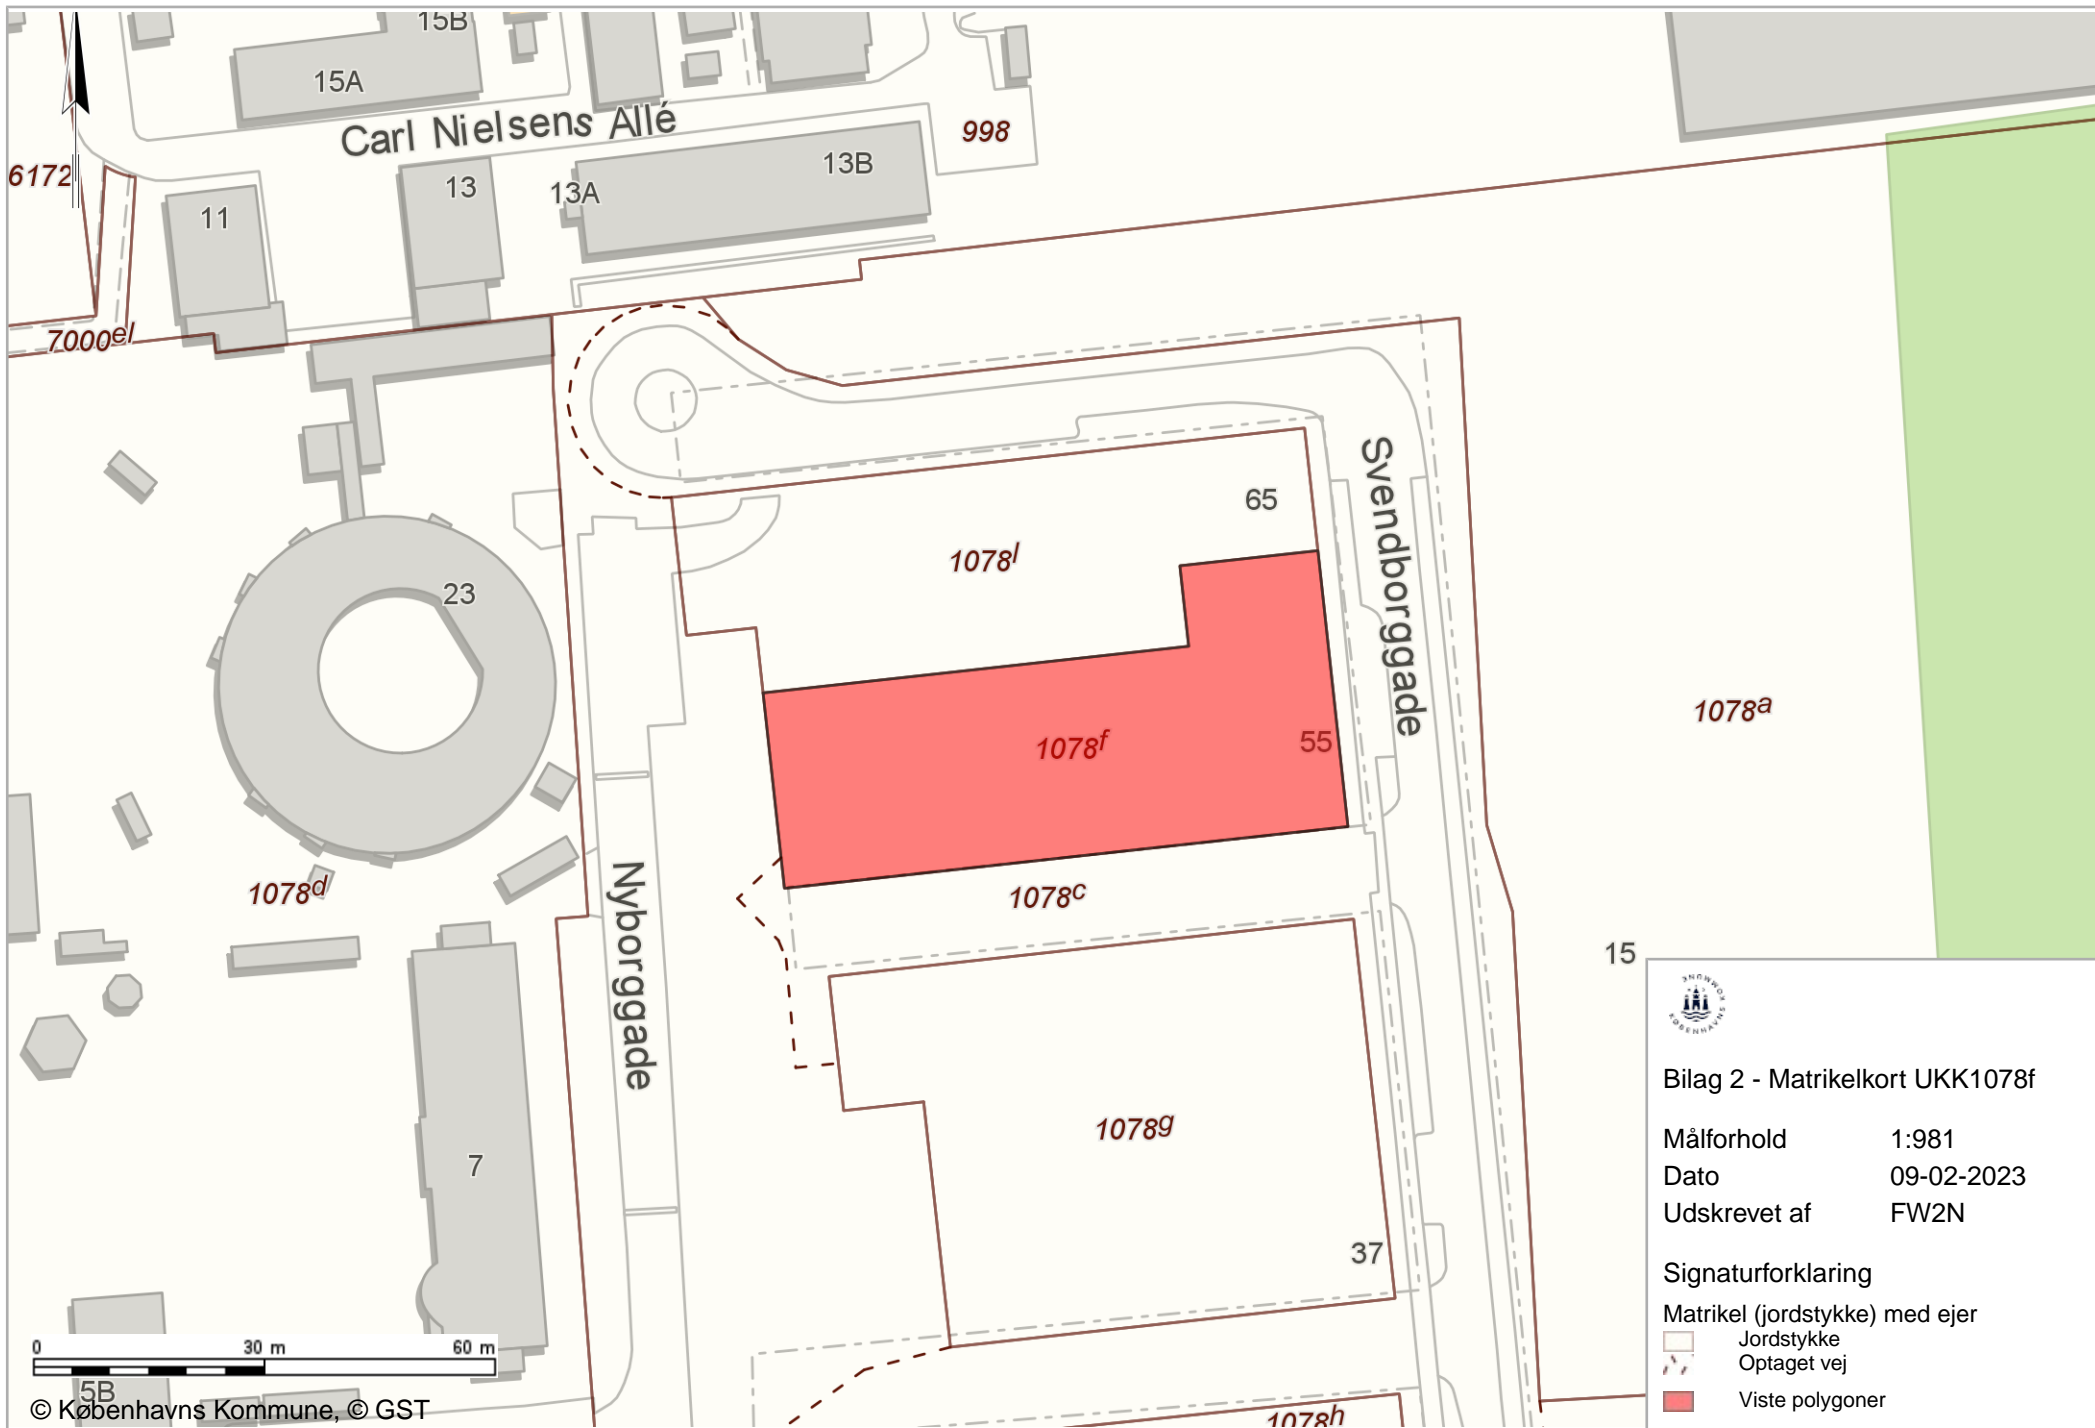 15B
15A
Carl Nielsens Allé
998
6172
13
13A
13B
11
7000el
65
Svendborggade
1078l
23
1078a
1078f
55
1078d
1078c
Nyborggade
15
KØBENHAVNS KOMMUNE
Bilag 2 - Matrikelkort UKK1078f
1078g
Målforhold 1:981
7
Dato 09-02-2023
Udskrevet af FW2N
37
Signaturforklaring
Matrikel (jordstykke) med ejer
Jordstykke
0 30 m 60 m
Optaget vej
5B
Viste polygoner
© Københavns Kommune, © GST
1078h